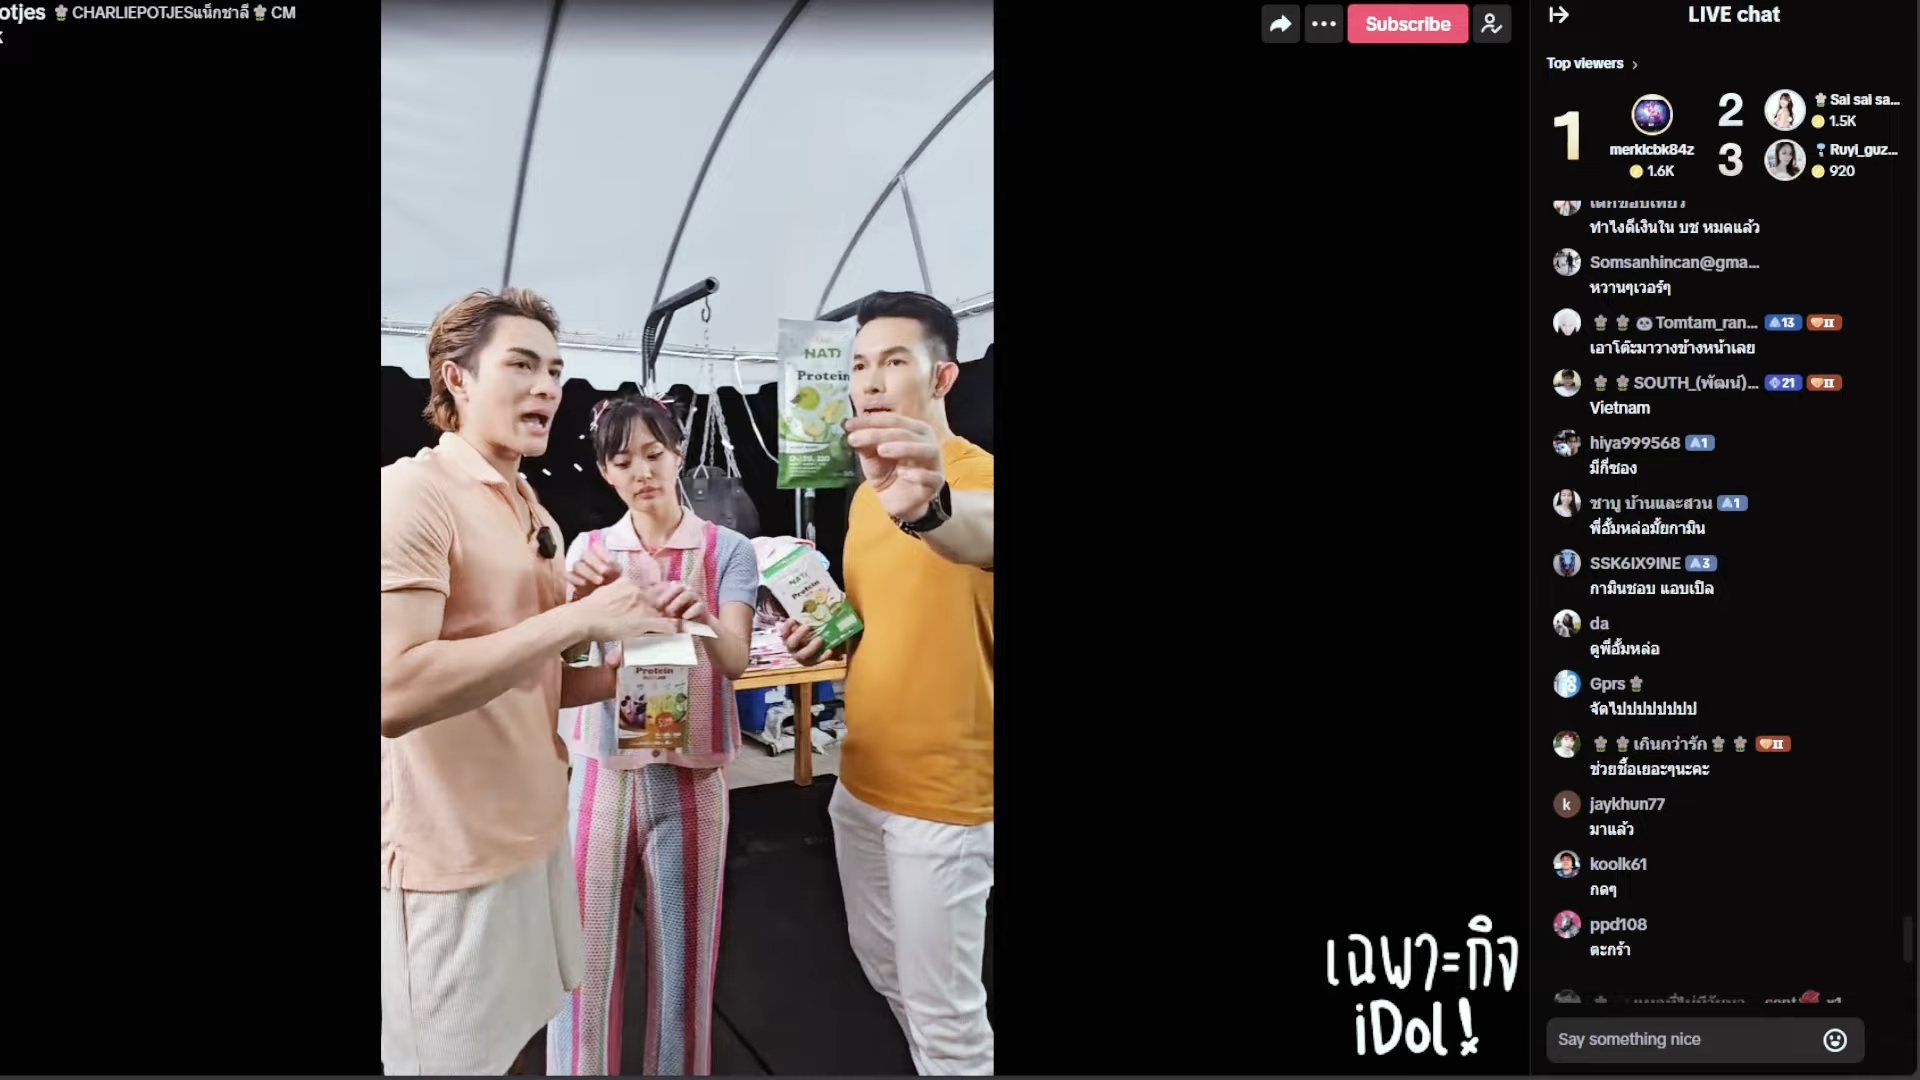 otjes CHARLIEPOTJESแน็กชาลี CM
Subscribe
LIVE chat
Top viewers
1
merklcbk84z
1.6K
2
Sai sai sa...
1.5K
3
Ruyi_guz...
920
ทำไงดีเงินใน บช หมดแล้ว
Somsanhincan@gma...
หวานๆเวอร์ๆ
Tomtam_ran... 13 II
เอาโต๊ะมาวางข้างหน้าเลย
SOUTH_(พัฒน์)... 21 II
Vietnam
hiya999568 1
มีกี่ซอง
ชาบู บ้านและสวน 1
พี่อั้มหล่อมั้ยกามิน
SSK6IX9INE 3
กามินชอบ แอบเปิล
da
ดูพี่อั้มหล่อ
Gprs
จัดไปปปปปปปป
เกินกว่ารัก II
ช่วยซื้อเยอะๆนะคะ
k jaykhun77
มาแล้ว
koolk61
กดๆ
ppd108
ตะกร้า
Say something nice
NATI
Protein
NATI
Protein
Protein
เฉพาะกิจ
iDol!